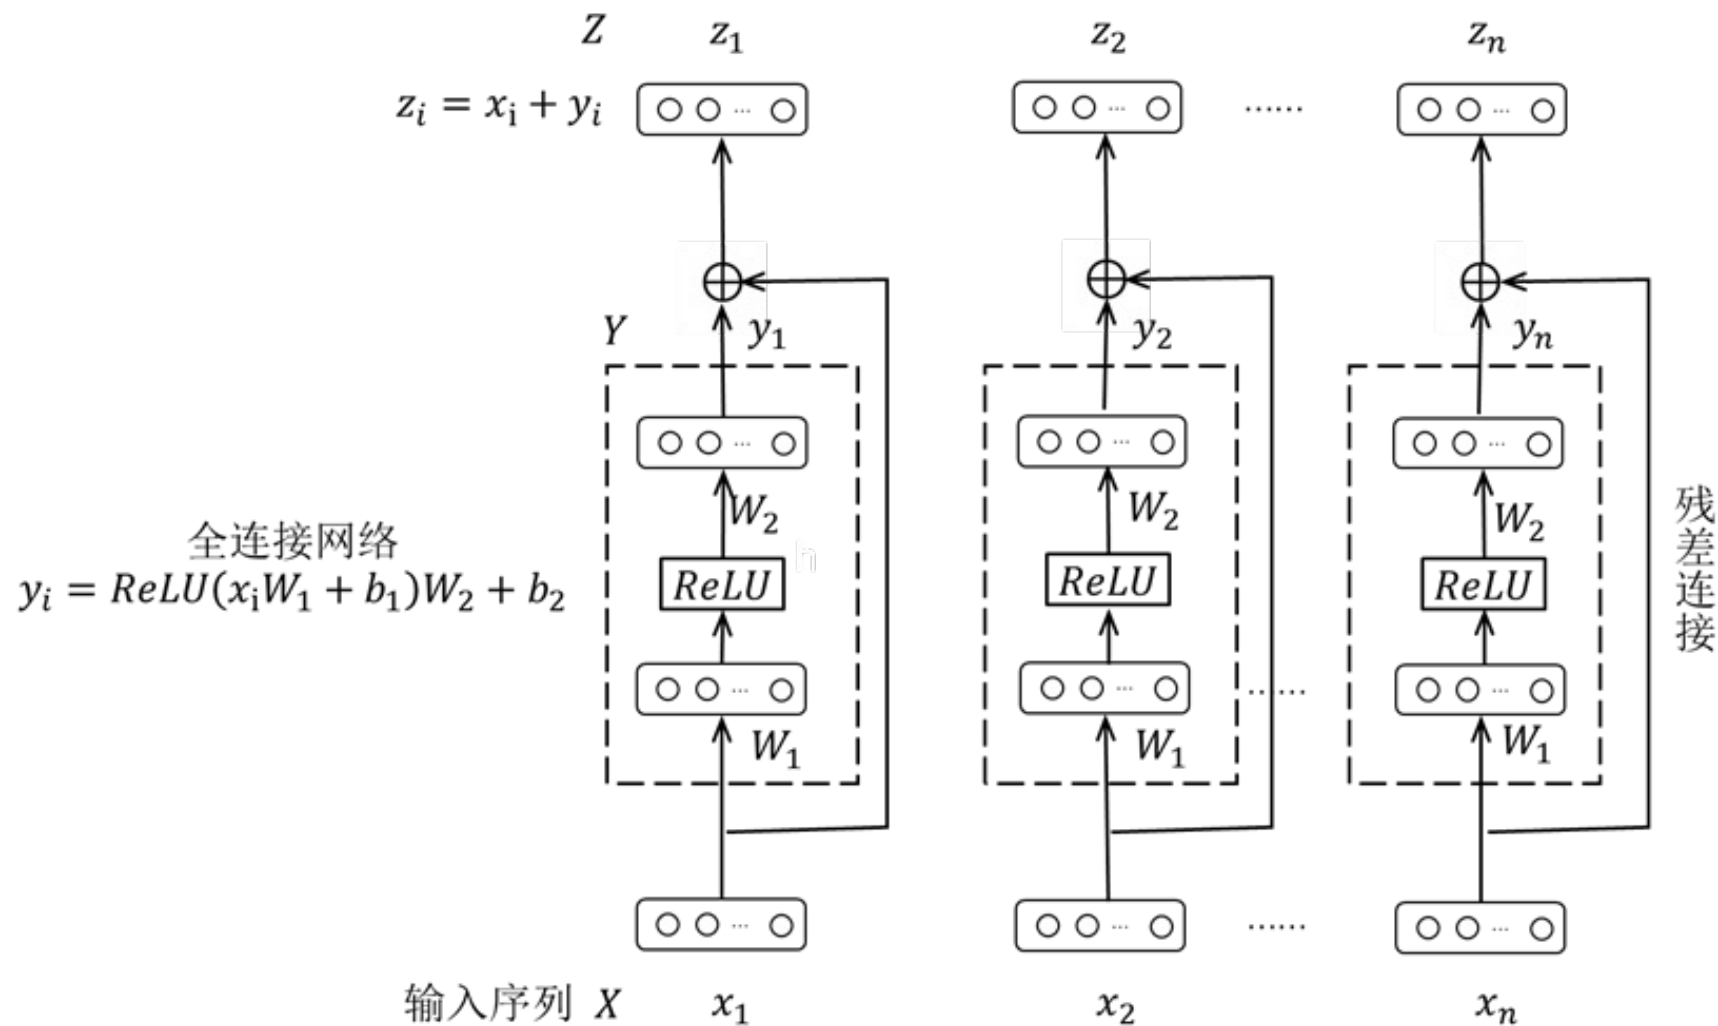 Z z₁ z₂ zₙ
zᵢ = xᵢ + yᵢ
Y y₁ y₂ yₙ
W₂ W₂ W₂
全连接网络
h
ReLU ReLU ReLU
yᵢ = ReLU(xᵢW₁ + b₁)W₂ + b₂
残差连接
W₁ W₁ W₁
输入序列 X x₁ x₂ xₙ